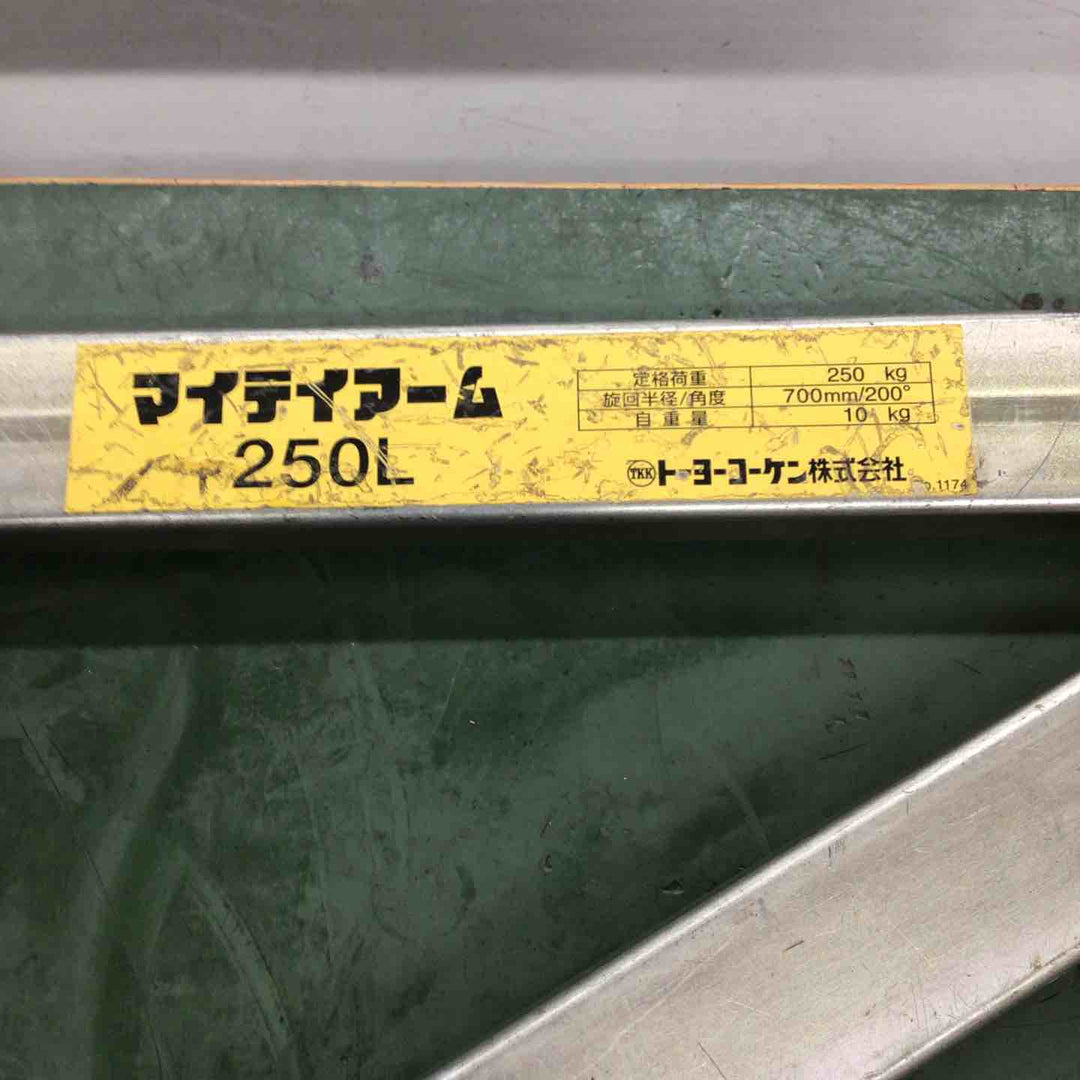 マイティアーム
250L
定格荷重 250 kg
旋回半径/角度 700mm/200°
自重量 10 kg
TKK トーヨーコーケン株式会社
.1174